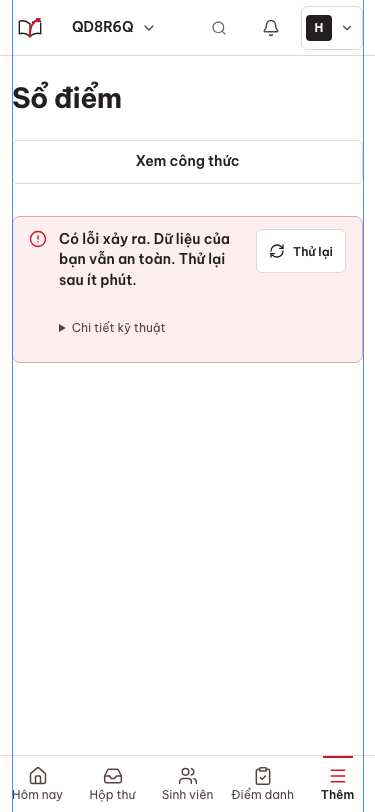 QD8R6Q
H
Sổ điểm
Xem công thức
Có lỗi xảy ra. Dữ liệu của
bạn vẫn an toàn. Thử lại
sau ít phút.
Thử lại
Chi tiết kỹ thuật
Hôm nay
Hộp thư
Sinh viên
Điểm danh
Thêm